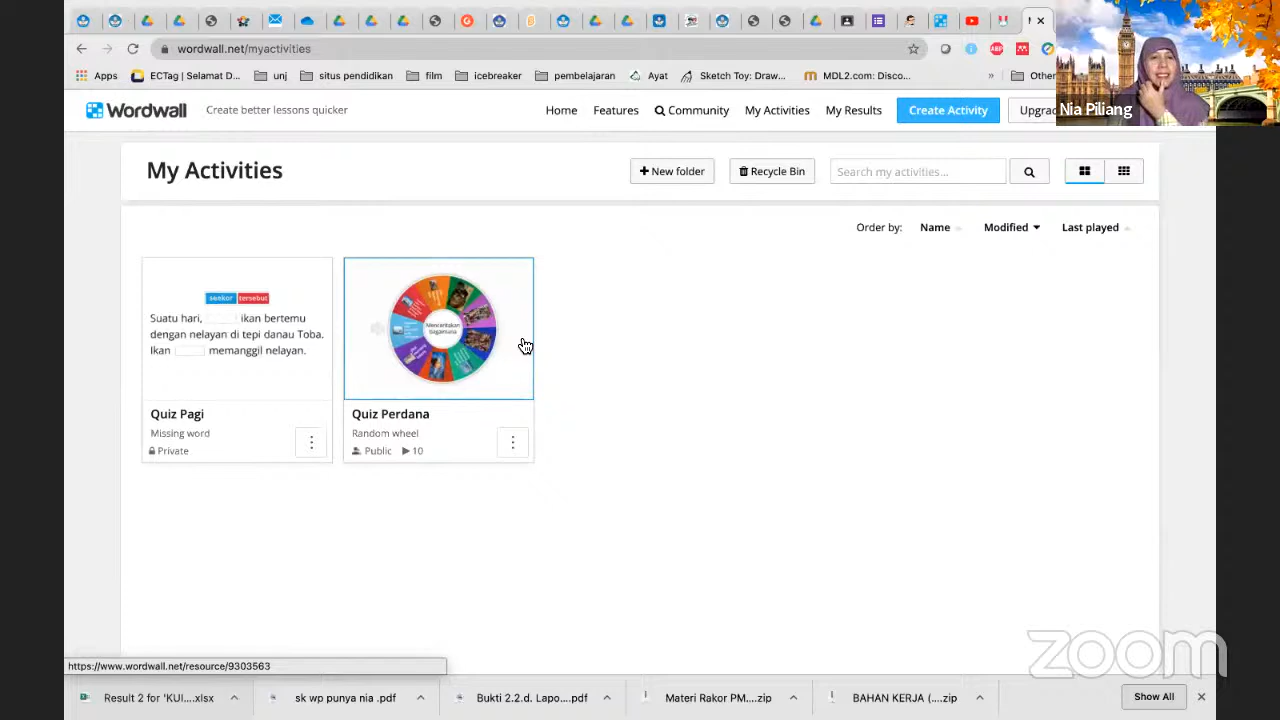 wordwall.net/myactivities
Apps ECTag | Selamat D... unj situs pendidikan film icebreaker pembelajaran Ayat Sketch Toy: Draw... MDL2.com: Disco... » Other
Nia Piliang
Wordwall Create better lessons quicker Home Features Community My Activities My Results Create Activity Upgrad
My Activities + New folder Recycle Bin Search my activities...
Order by: Name Modified Last played
seekor tersebut
Suatu hari, ikan bertemu
dengan nelayan di tepi danau Toba.
Ikan memanggil nelayan.
Menceritakan
bagaimana
Quiz Pagi
Missing word
Private
Quiz Perdana
Random wheel
Public 10
zoom
https://www.wordwall.net/resource/9303563
Result 2 for 'KUI....xlsx sk wp punya nia .pdf Bukti 2.2.d. Lapo....pdf Materi Rakor PM....zip BAHAN KERJA (....zip Show All